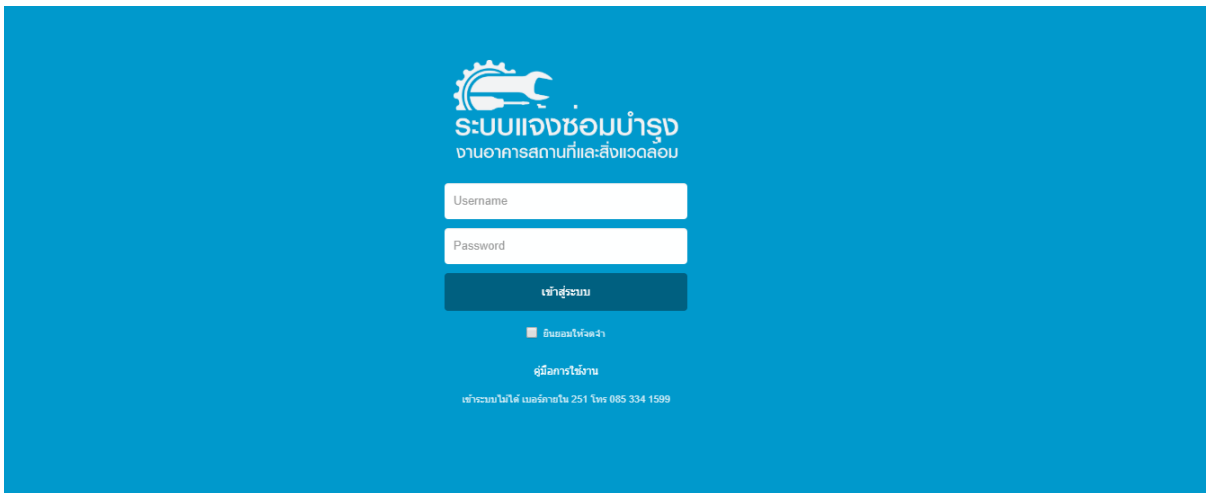 ระบบแจ้งซ่อมบำรุง
งานอาคารสถานที่และสิ่งแวดลอม
Username
Password
เข้าสู่ระบบ
ยินยอมให้จดจำ
คู่มือการใช้งาน
เข้าระบบไม่ได้ เบอร์ภายใน 251 โทร 085 334 1599